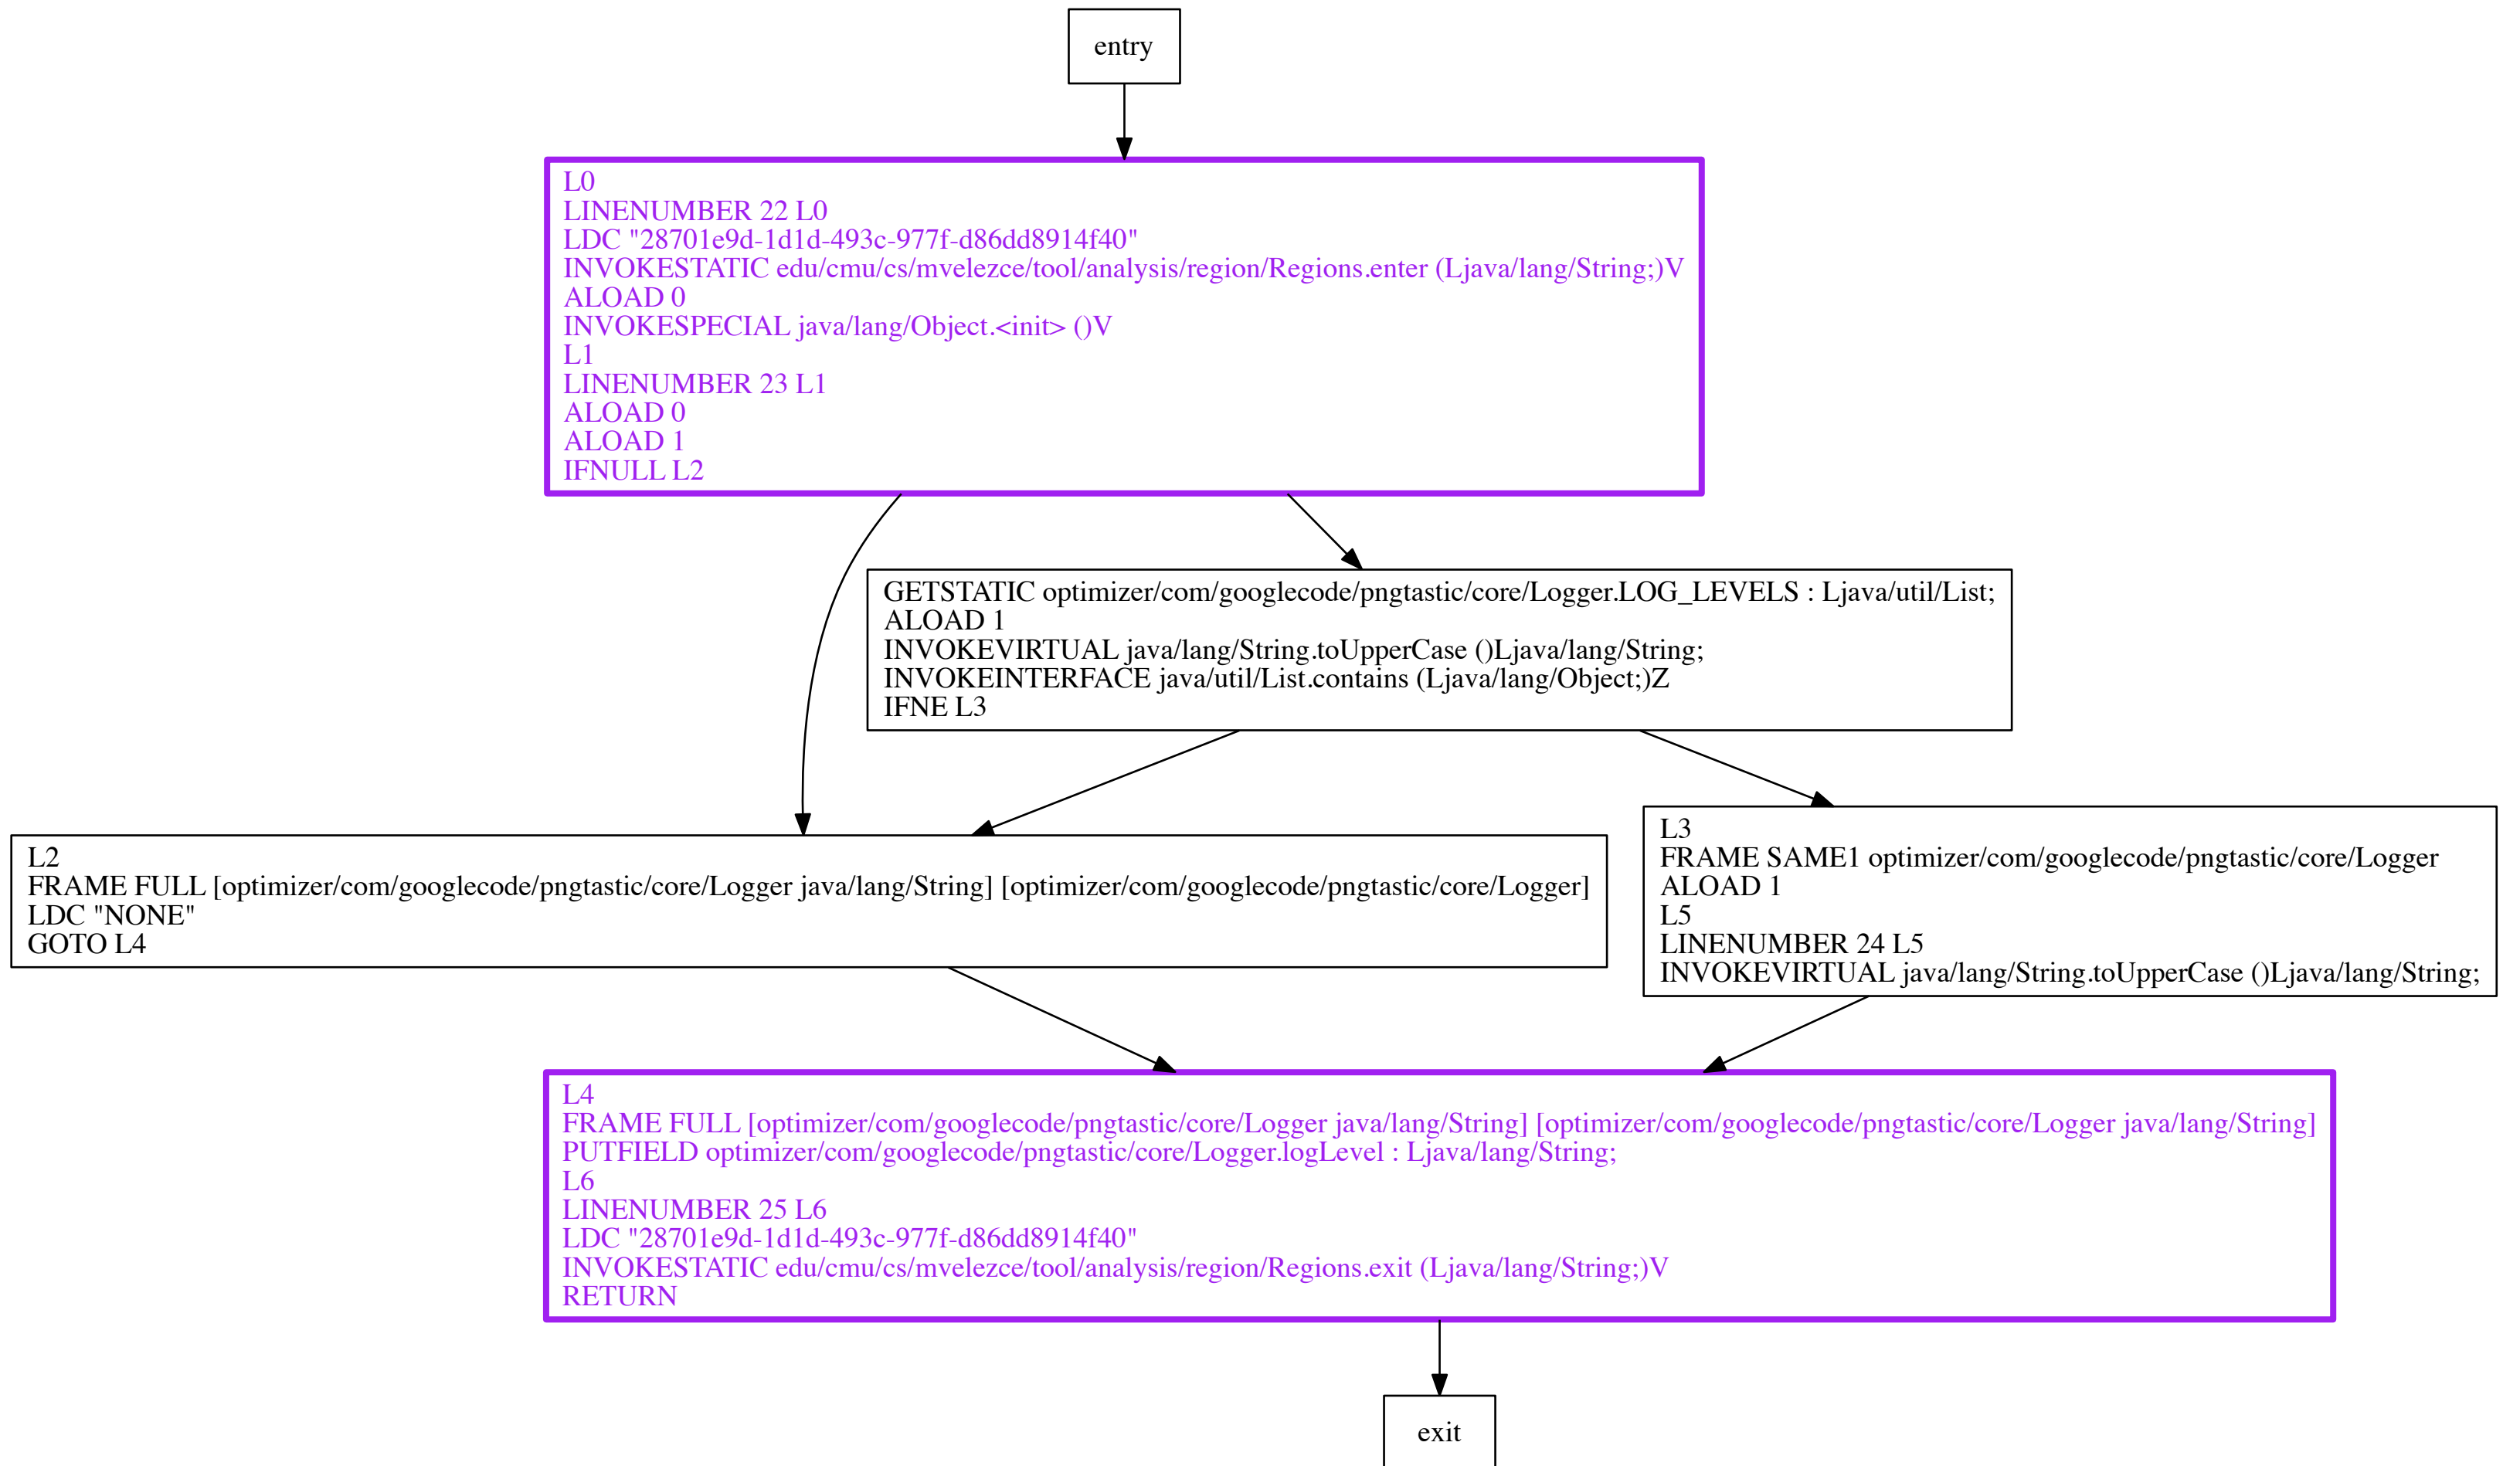 entry
L0
LINENUMBER 22 L0
LDC "28701e9d-1d1d-493c-977f-d86dd8914f40"
INVOKESTATIC edu/cmu/cs/mvelezce/tool/analysis/region/Regions.enter (Ljava/lang/String;)V
ALOAD 0
INVOKESPECIAL java/lang/Object.<init> ()V
L1
LINENUMBER 23 L1
ALOAD 0
ALOAD 1
IFNULL L2
GETSTATIC optimizer/com/googlecode/pngtastic/core/Logger.LOG_LEVELS : Ljava/util/List;
ALOAD 1
INVOKEVIRTUAL java/lang/String.toUpperCase ()Ljava/lang/String;
INVOKEINTERFACE java/util/List.contains (Ljava/lang/Object;)Z
IFNE L3
L2
FRAME FULL [optimizer/com/googlecode/pngtastic/core/Logger java/lang/String] [optimizer/com/googlecode/pngtastic/core/Logger]
LDC "NONE"
GOTO L4
L3
FRAME SAME1 optimizer/com/googlecode/pngtastic/core/Logger
ALOAD 1
L5
LINENUMBER 24 L5
INVOKEVIRTUAL java/lang/String.toUpperCase ()Ljava/lang/String;
L4
FRAME FULL [optimizer/com/googlecode/pngtastic/core/Logger java/lang/String] [optimizer/com/googlecode/pngtastic/core/Logger java/lang/String]
PUTFIELD optimizer/com/googlecode/pngtastic/core/Logger.logLevel : Ljava/lang/String;
L6
LINENUMBER 25 L6
LDC "28701e9d-1d1d-493c-977f-d86dd8914f40"
INVOKESTATIC edu/cmu/cs/mvelezce/tool/analysis/region/Regions.exit (Ljava/lang/String;)V
RETURN
exit